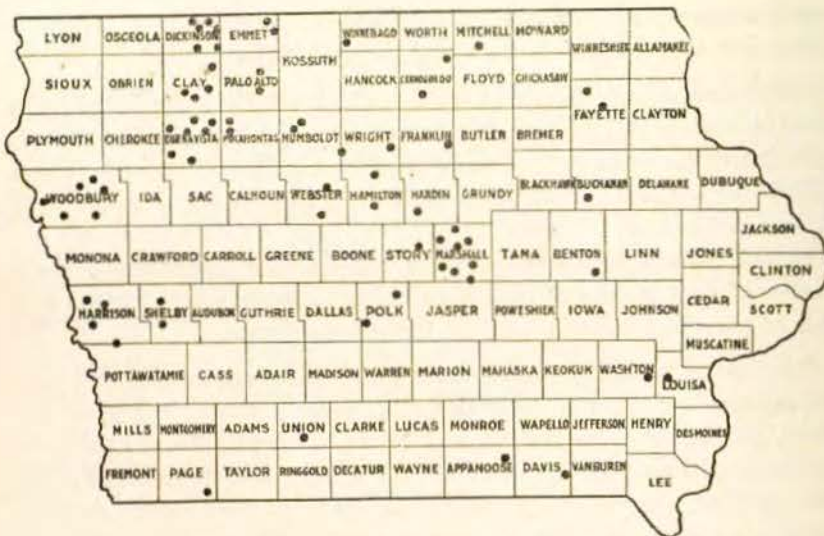 LYON OSCEOLA DICKINSON EMMET WINNEBAGO WORTH MITCHELL HOWARD
KOSSUTH WINNESHIEK ALLAMAKEE
SIOUX OBRIEN CLAY PALO ALTO HANCOCK CERRO GORDO FLOYD CHICKASAW
FAYETTE CLAYTON
PLYMOUTH CHEROKEE BUENA VISTA POCAHONTAS HUMBOLDT WRIGHT FRANKLIN BUTLER BREMER
WOODBURY IDA SAC CALHOUN WEBSTER HAMILTON HARDIN GRUNDY BLACKHAWK BUCHANAN DELAWARE DUBUQUE
JACKSON
MONONA CRAWFORD CARROLL GREENE BOONE STORY MARSHALL TAMA BENTON LINN JONES
CLINTON
HARRISON SHELBY AUDUBON GUTHRIE DALLAS POLK JASPER POWESHIEK IOWA JOHNSON CEDAR SCOTT
MUSCATINE
POTTAWATAMIE CASS ADAIR MADISON WARREN MARION MAHASKA KEOKUK WASHTON
LOUISA
MILLS MONTGOMERY ADAMS UNION CLARKE LUCAS MONROE WAPELLO JEFFERSON HENRY DESMOINES
FREMONT PAGE TAYLOR RINGGOLD DECATUR WAYNE APPANOOSE DAVIS VANBUREN
LEE